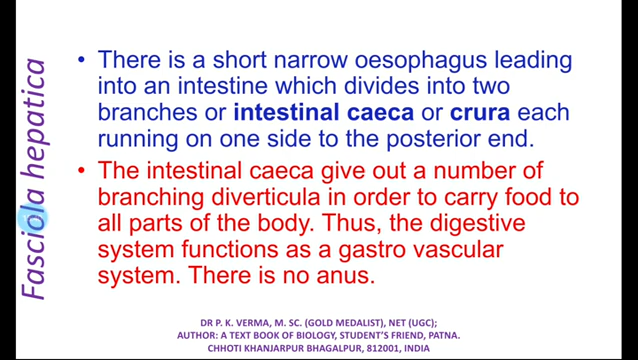 Fasciola hepatica
• There is a short narrow oesophagus leading
into an intestine which divides into two
branches or intestinal caeca or crura each
running on one side to the posterior end.
• The intestinal caeca give out a number of
branching diverticula in order to carry food to
all parts of the body. Thus, the digestive
system functions as a gastro vascular
system. There is no anus.
DR P. K. VERMA, M. SC. (GOLD MEDALIST), NET (UGC);
AUTHOR: A TEXT BOOK OF BIOLOGY, STUDENT'S FRIEND, PATNA.
CHHOTI KHANJARPUR BHAGALPUR, 812001, INDIA